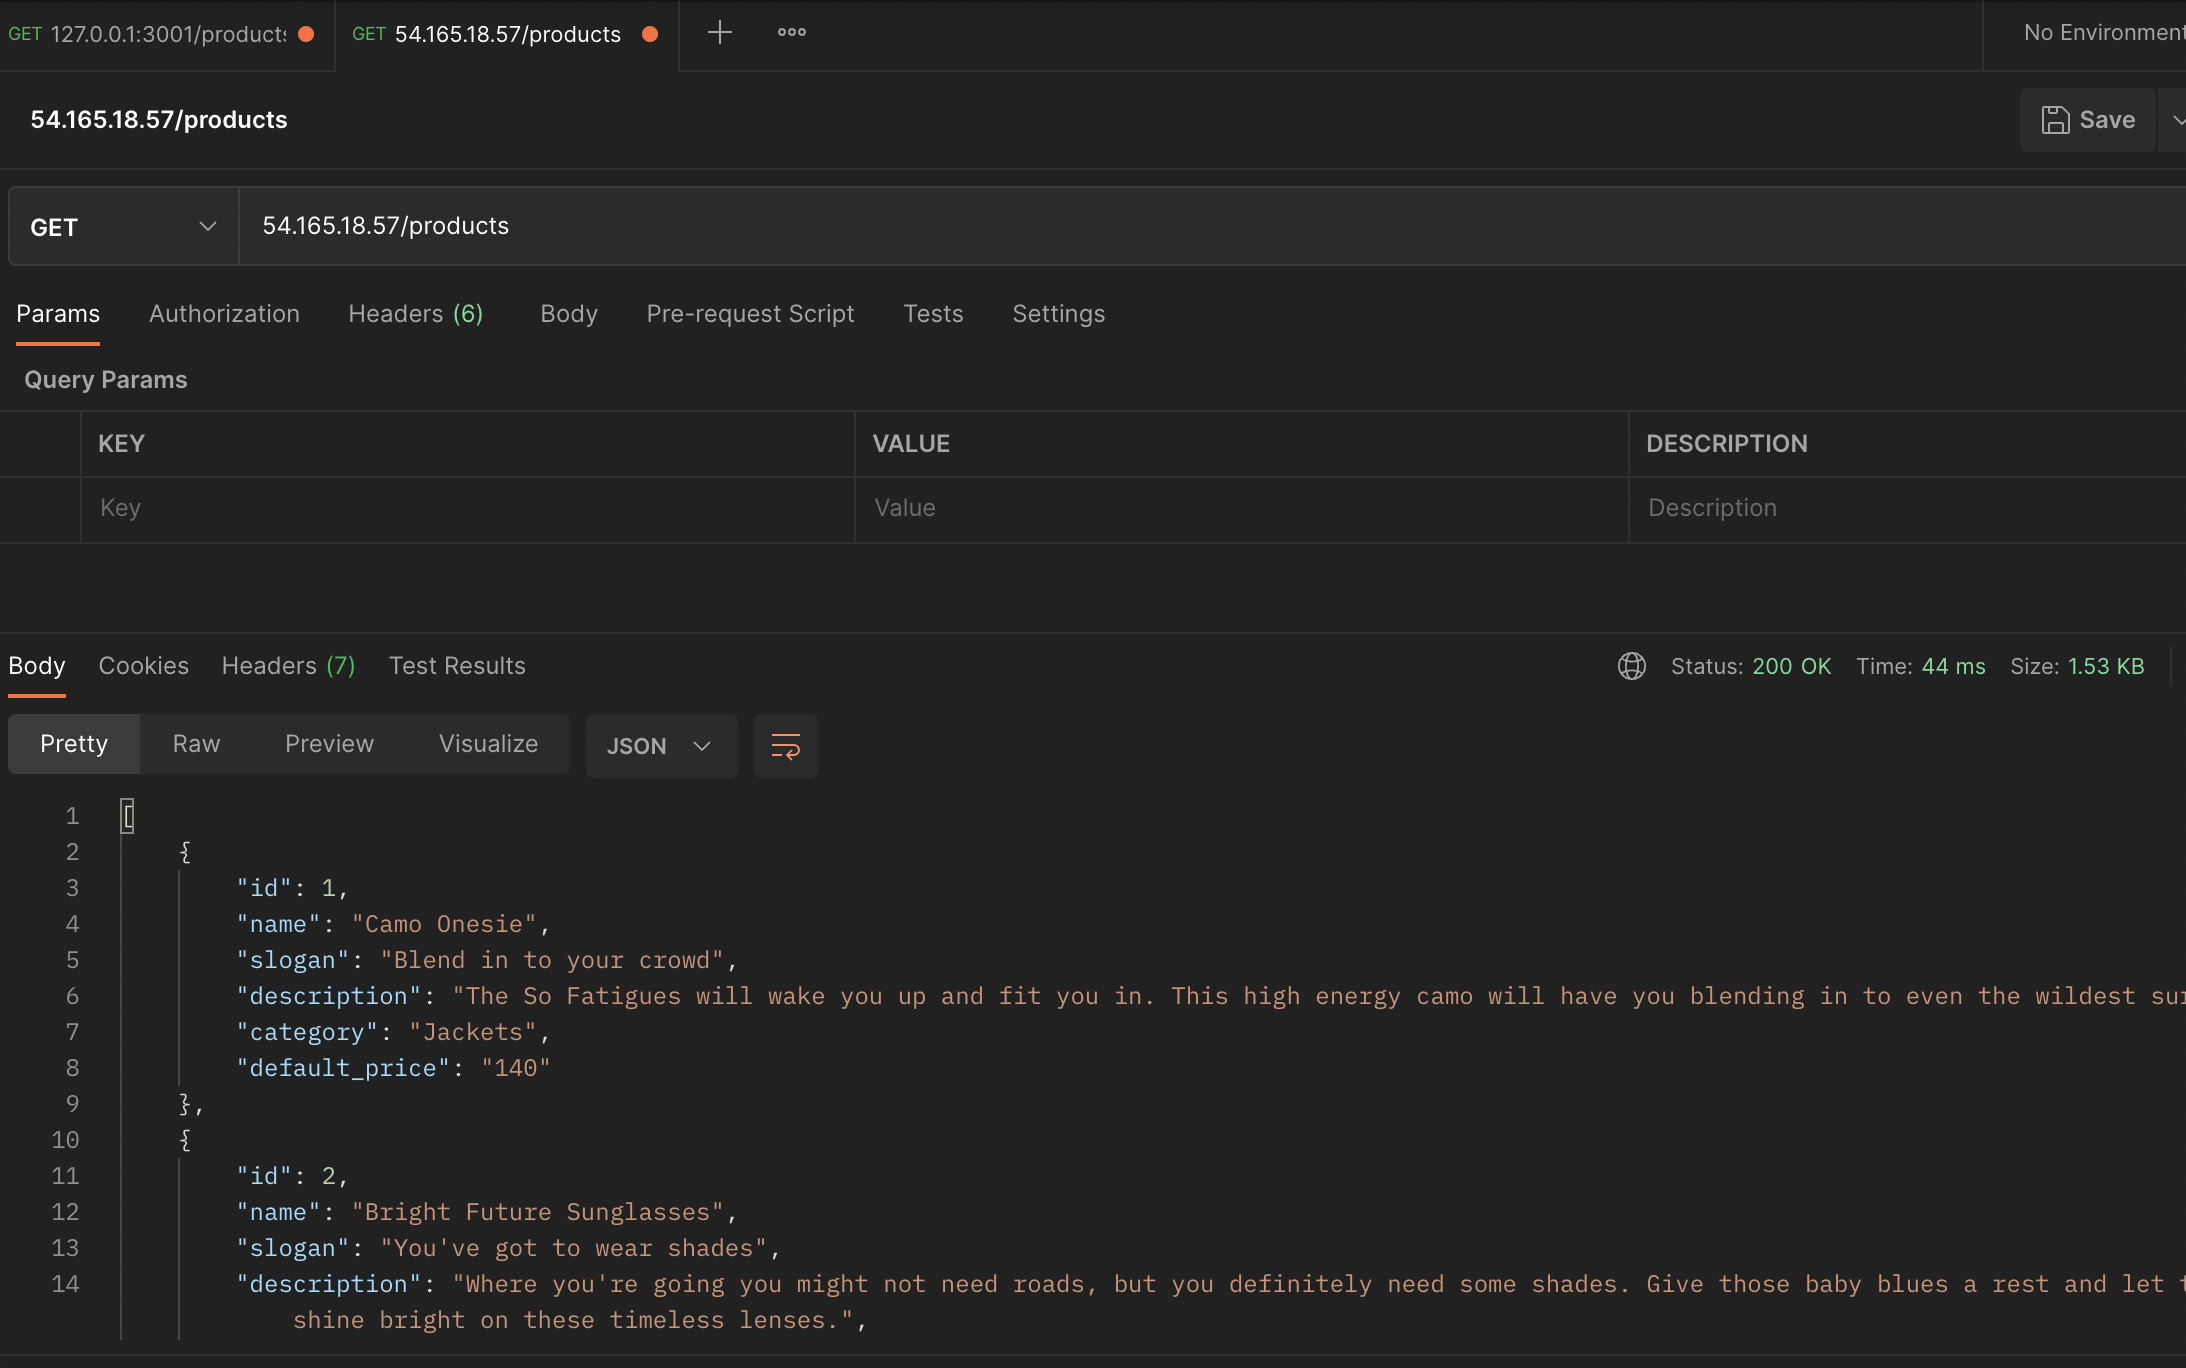 GET 127.0.0.1:3001/products GET 54.165.18.57/products No Environment
54.165.18.57/products Save
GET 54.165.18.57/products
Params Authorization Headers (6) Body Pre-request Script Tests Settings
Query Params
KEY VALUE DESCRIPTION
Key Value Description
Body Cookies Headers (7) Test Results Status: 200 OK Time: 44 ms Size: 1.53 KB
Pretty Raw Preview Visualize JSON
1 [
2 {
3 "id": 1,
4 "name": "Camo Onesie",
5 "slogan": "Blend in to your crowd",
6 "description": "The So Fatigues will wake you up and fit you in. This high energy camo will have you blending in to even the wildest
7 "category": "Jackets",
8 "default_price": "140"
9 },
10 {
11 "id": 2,
12 "name": "Bright Future Sunglasses",
13 "slogan": "You've got to wear shades",
14 "description": "Where you're going you might not need roads, but you definitely need some shades. Give those baby blues a rest and let
shine bright on these timeless lenses.",